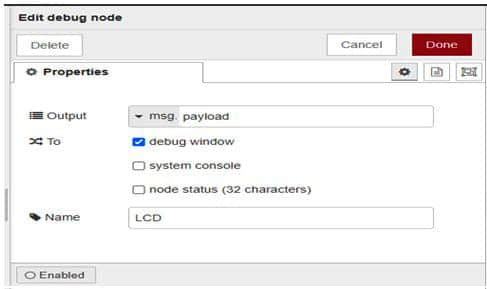 Edit debug node
Delete Cancel Done
Properties
Output msg. payload
To debug window
system console
node status (32 characters)
Name LCD
Enabled